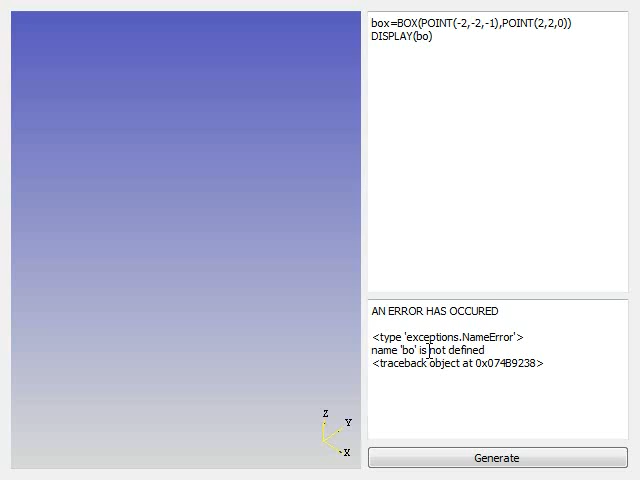 box=BOX(POINT(-2,-2,-1),POINT(2,2,0))
DISPLAY(bo)
AN ERROR HAS OCCURED
<type 'exceptions.NameError'>
name 'bo' is not defined
<traceback object at 0x074B9238>
Z
Y
X
Generate